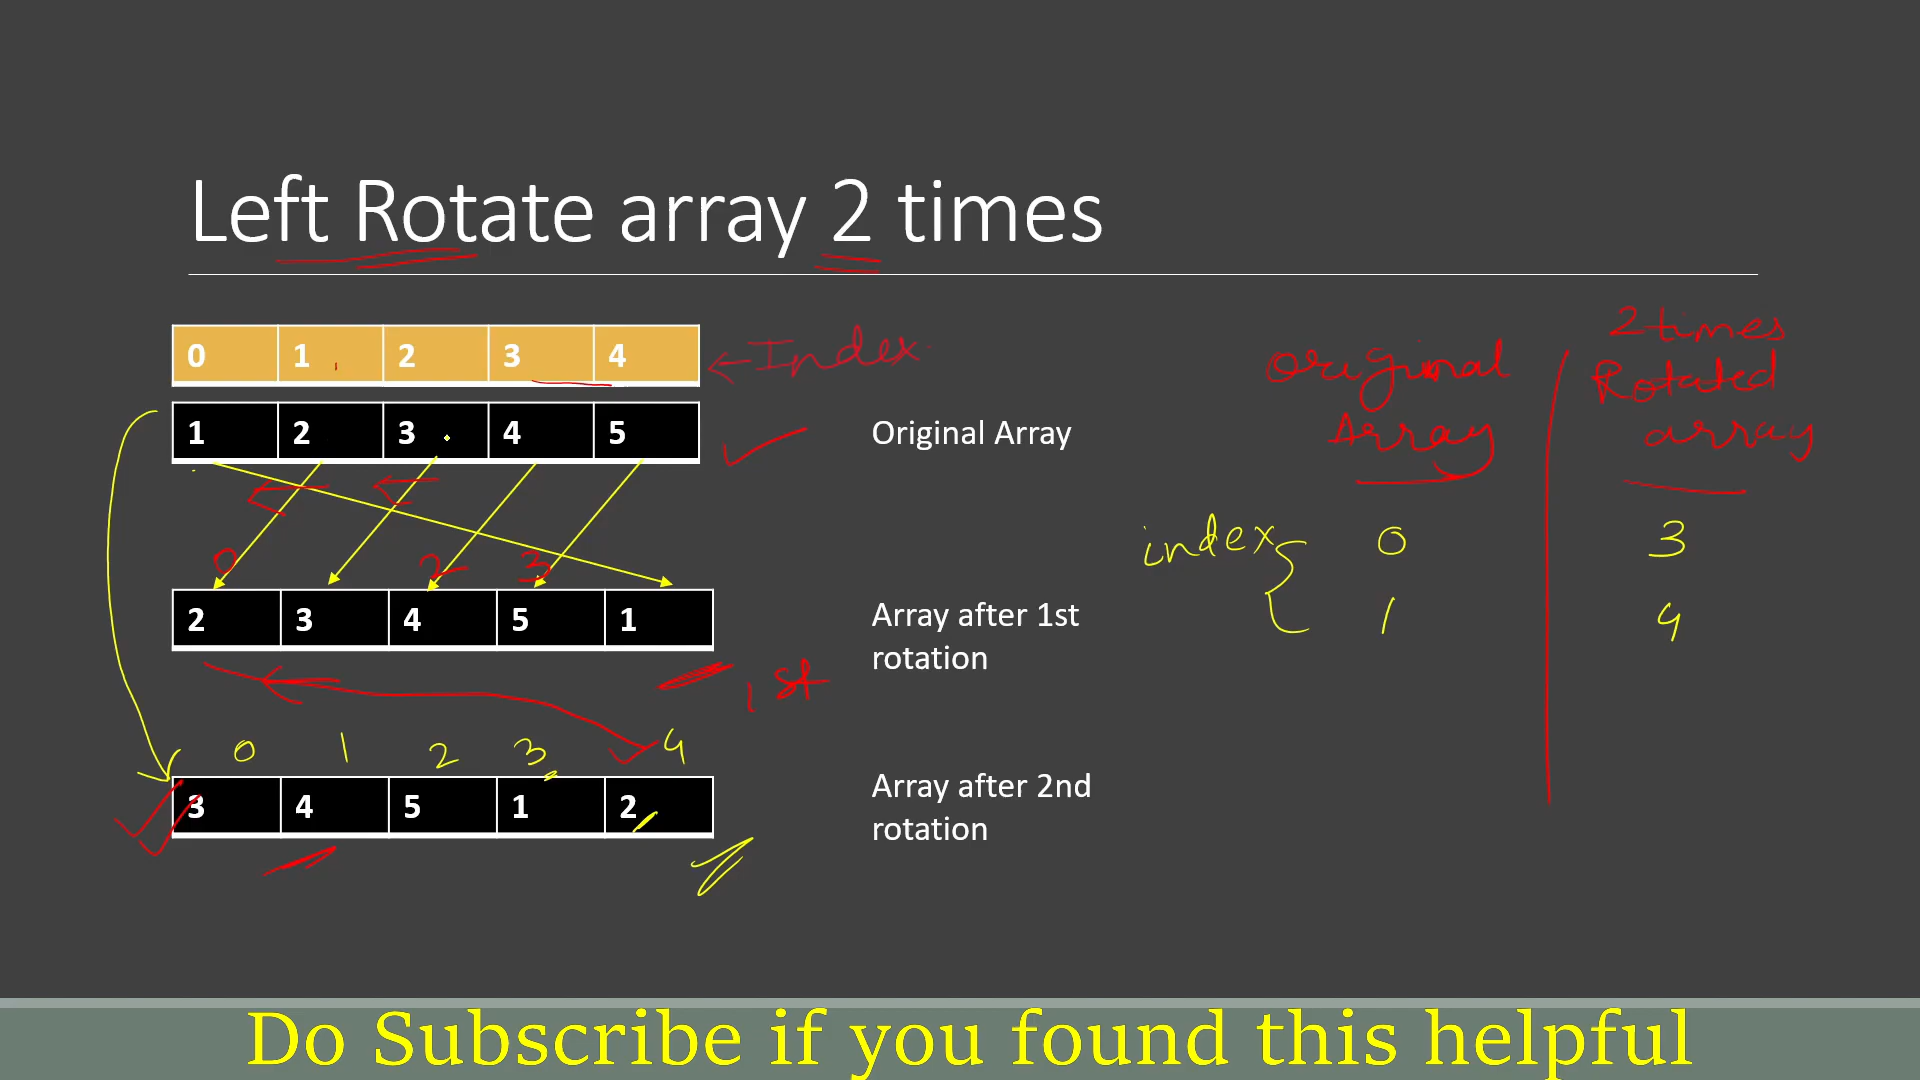 Left Rotate array 2 times
0 1 2 3 4
← Index
1 2 3 4 5
Original Array
0 2 3
2 3 4 5 1
Array after 1st
rotation
1st
0 1 2 3 4
3 4 5 1 2
Array after 2nd
rotation
Original
Array
2 times
Rotated
array
index
0 3
1 4
Do Subscribe if you found this helpful